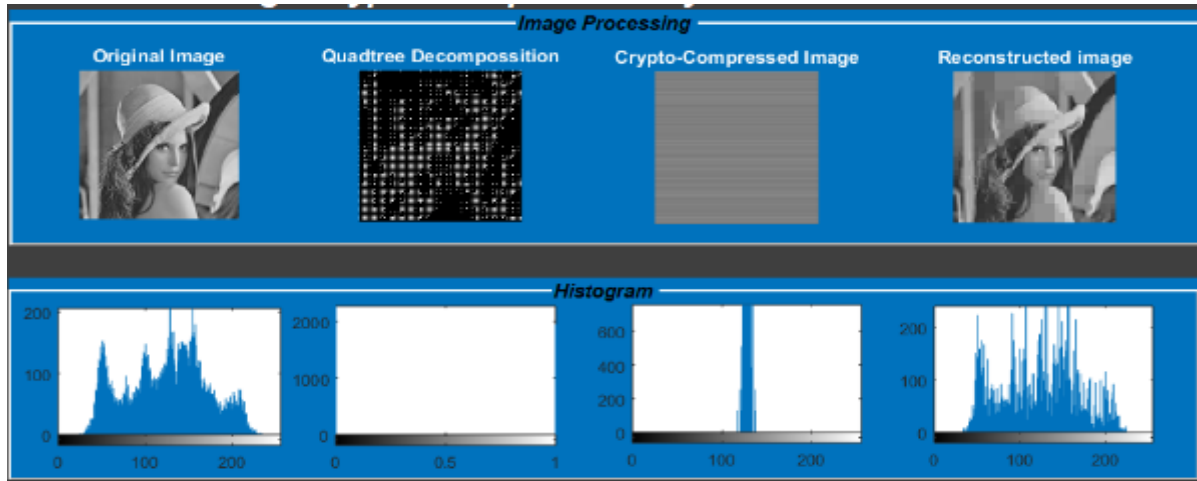 Image Processing
Original Image Quadtree Decompossition Crypto-Compressed Image Reconstructed image
Histogram
200 2000 600 200
100 1000 400 100
200
0 0 0 0
0 100 200 0 0.5 1 0 100 200 0 100 200